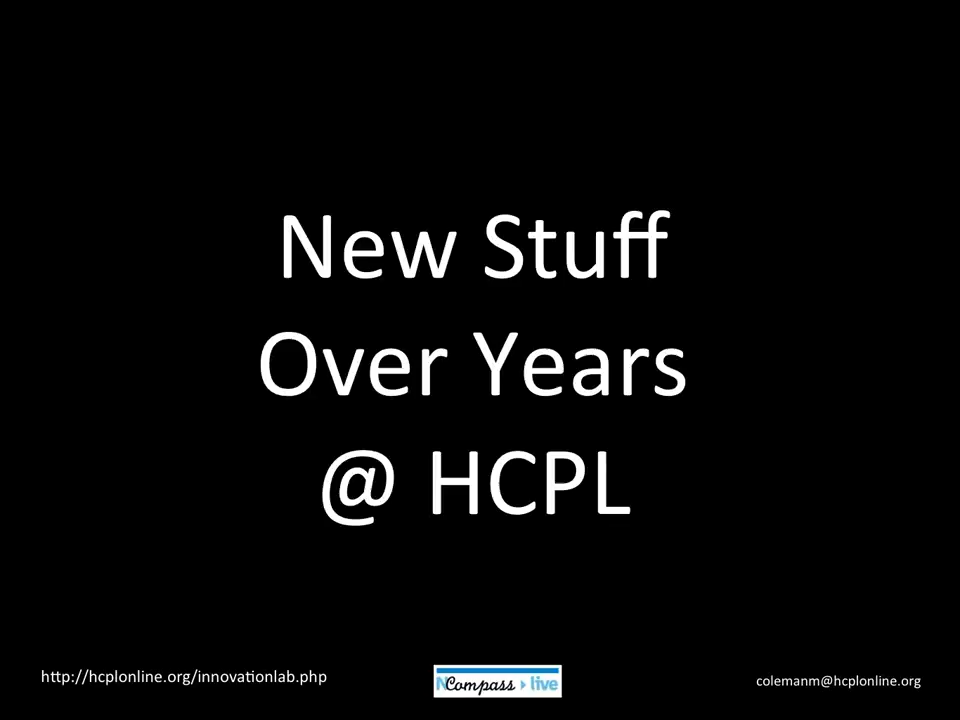 New Stuff
Over Years
@ HCPL
http://hcplonline.org/innovationlab.php
NCompass live
colemanm@hcplonline.org